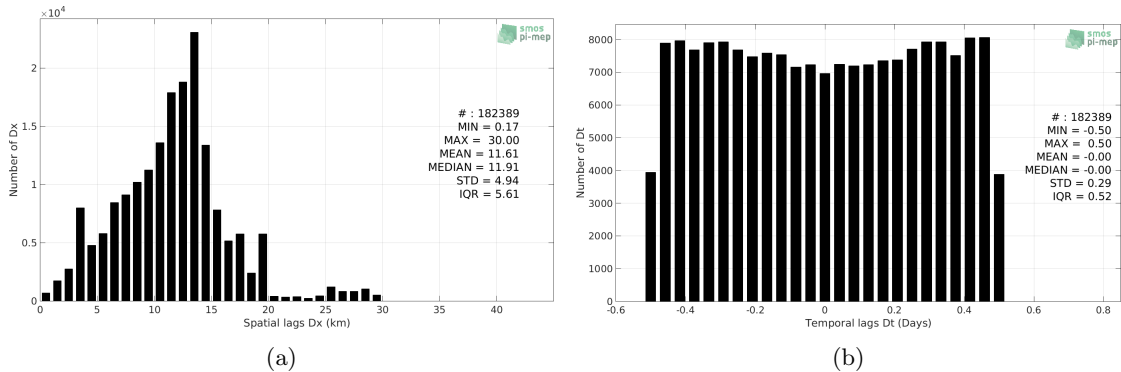 ×10⁴
smos
pi-mep
Number of Dx
2
1.5
1
0.5
0
# : 182389
MIN = 0.17
MAX = 30.00
MEAN = 11.61
MEDIAN = 11.91
STD = 4.94
IQR = 5.61
0 5 10 15 20 25 30 35 40
Spatial lags Dx (km)
(a)
smos
pi-mep
Number of Dt
8000
7000
6000
5000
4000
3000
2000
1000
0
# : 182389
MIN = -0.50
MAX = 0.50
MEAN = -0.00
MEDIAN = -0.00
STD = 0.29
IQR = 0.52
-0.6 -0.4 -0.2 0 0.2 0.4 0.6 0.8
Temporal lags Dt (Days)
(b)